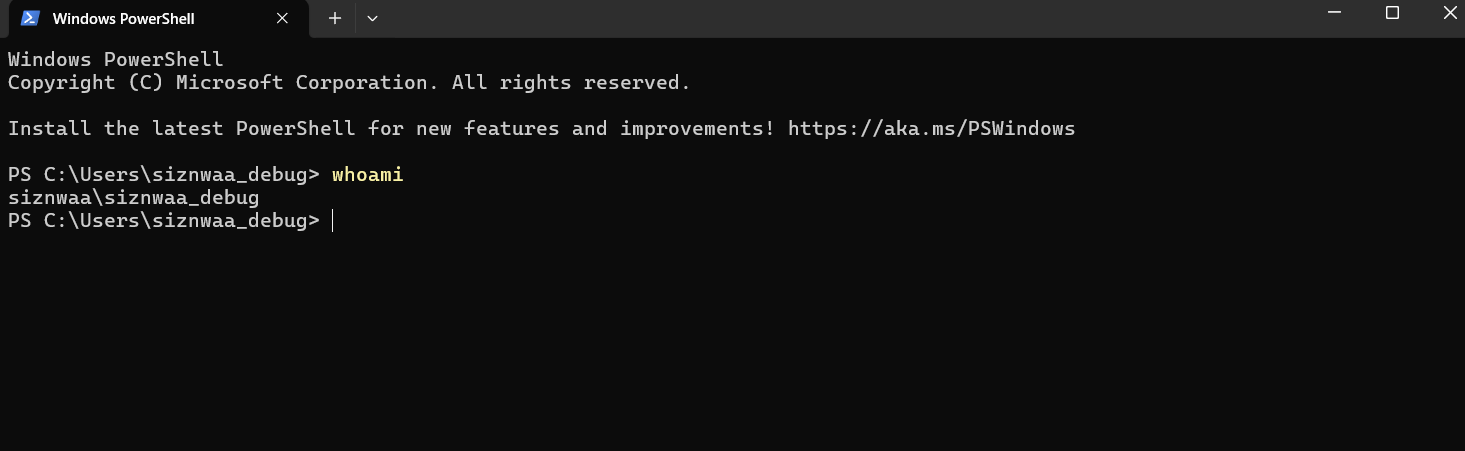 Windows PowerShell
Windows PowerShell
Copyright (C) Microsoft Corporation. All rights reserved.
Install the latest PowerShell for new features and improvements! https://aka.ms/PSWindows
PS C:\Users\siznwaa_debug> whoami
siznwaa\siznwaa_debug
PS C:\Users\siznwaa_debug>